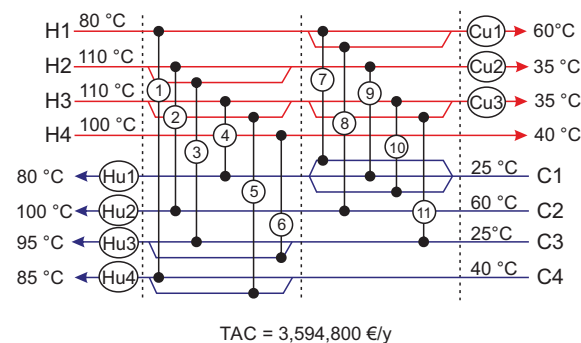 H1 80 °C Cu1 60°C
H2 110 °C Cu2 35 °C
H3 110 °C Cu3 35 °C
H4 100 °C 40 °C
1 2 3 4 5 6 7 8 9 10 11
80 °C Hu1 25 °C C1
100 °C Hu2 60 °C C2
95 °C Hu3 25°C C3
85 °C Hu4 40 °C C4
TAC = 3,594,800 €/y